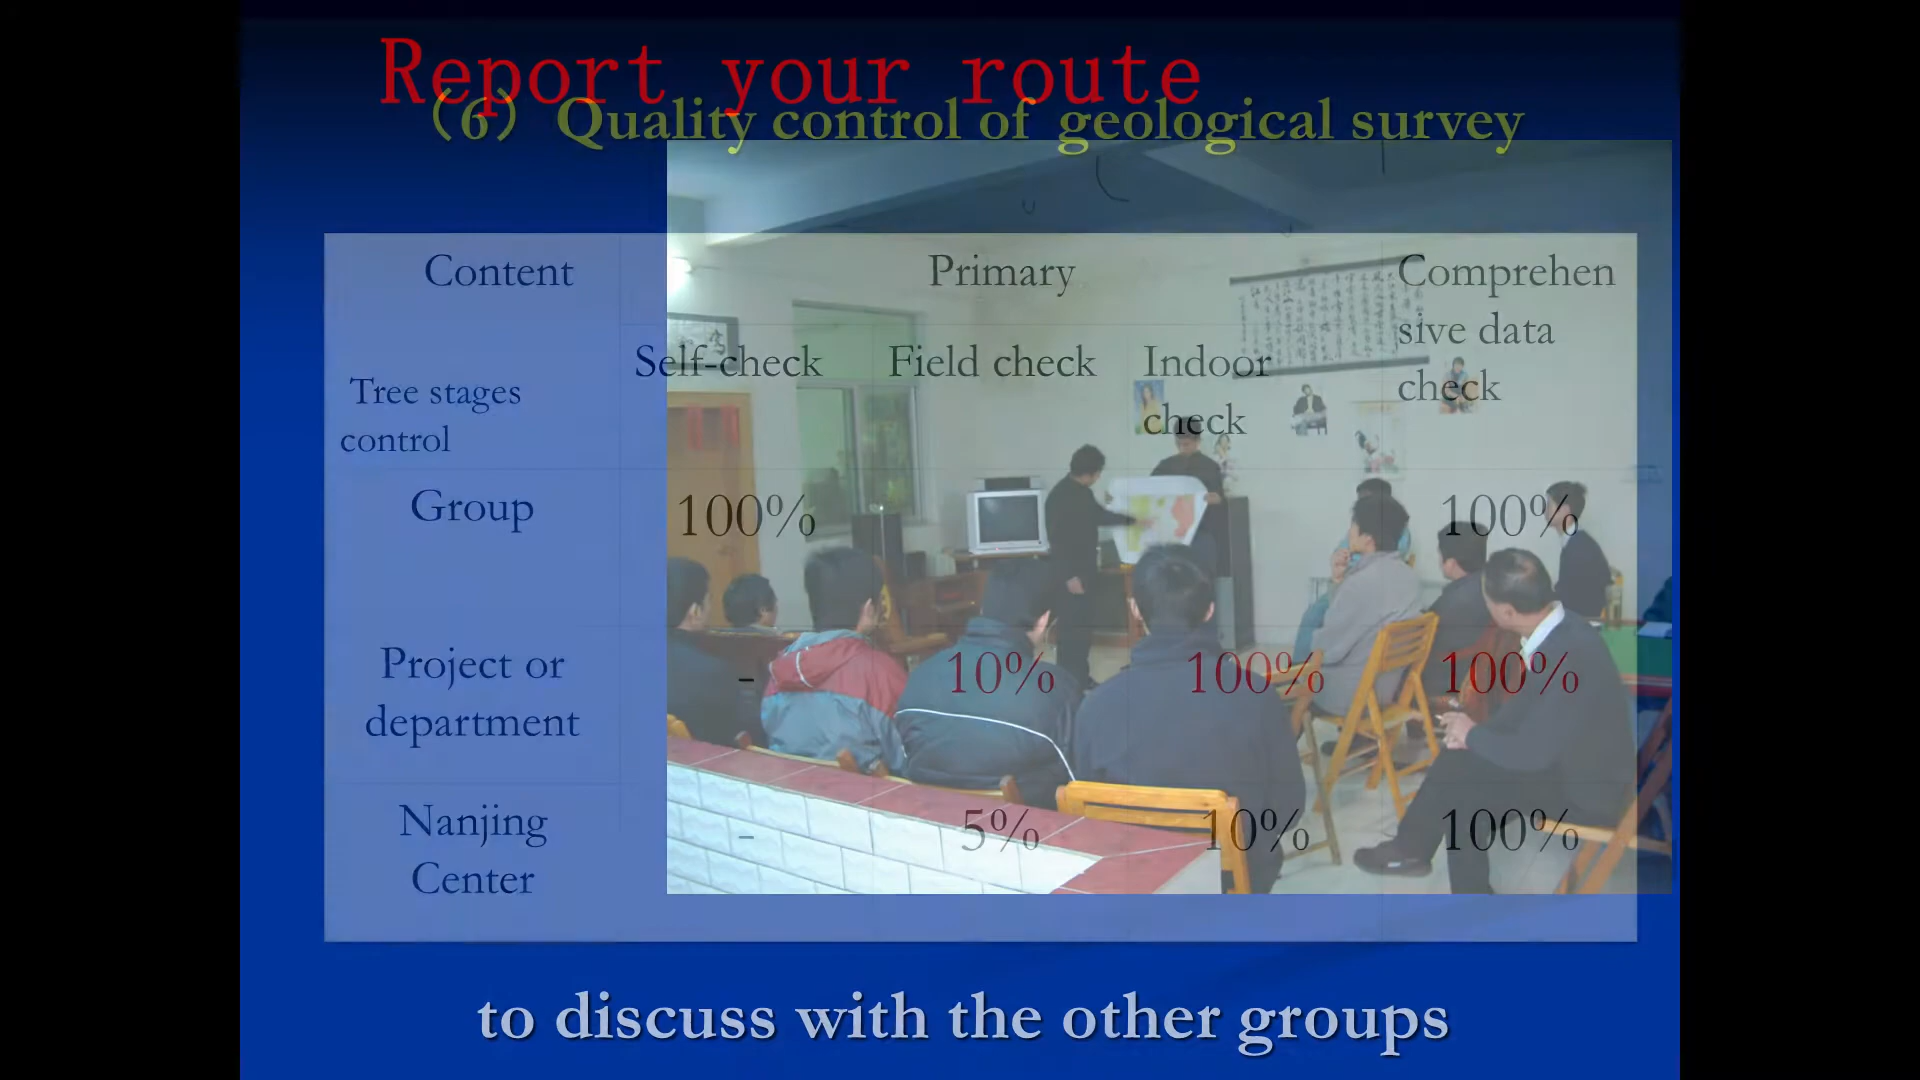 Report your route
（6）Quality control of geological survey
Content
Primary
Comprehen
sive data
check
Self-check
Field check
Indoor
check
Tree stages
control
Group
100%
100%
Project or
department
-
10%
100%
100%
Nanjing
Center
-
5%
10%
100%
to discuss with the other groups